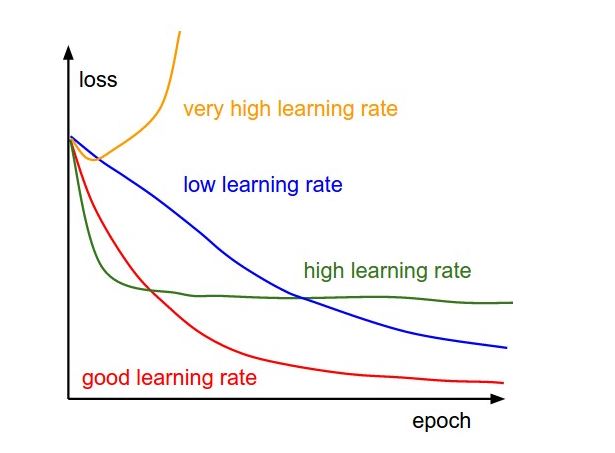 loss
very high learning rate
low learning rate
high learning rate
good learning rate
epoch